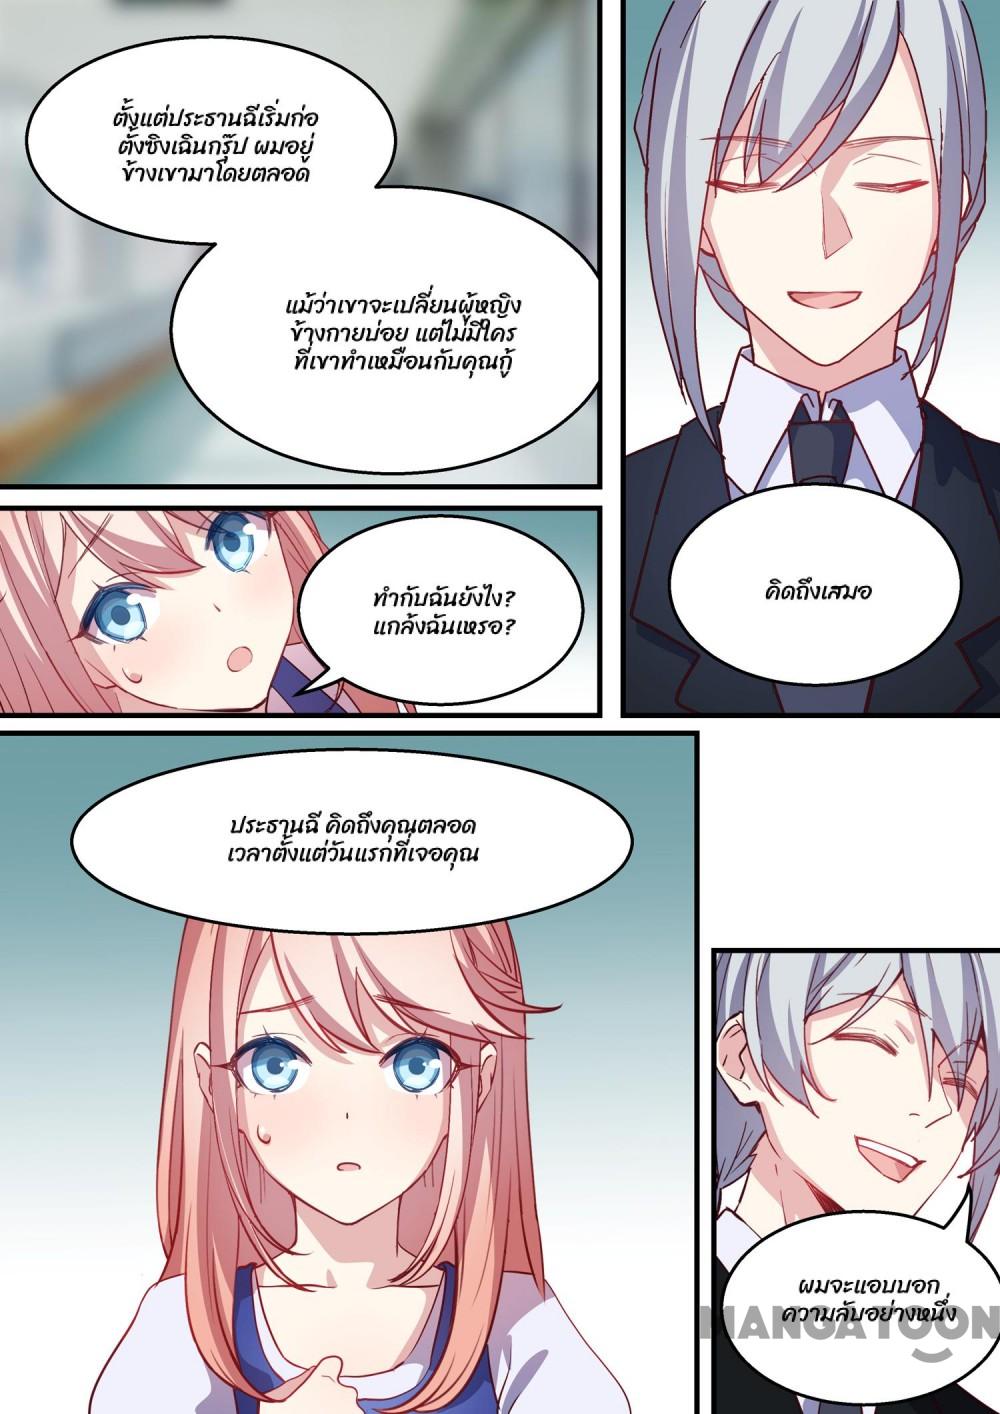 ตั้งแต่ประธานฉีเริ่มก่อ
ตั้งซิงเฉินกรุ๊ป ผมอยู่
ข้างเขามาโดยตลอด
แม้ว่าเขาจะเปลี่ยนผู้หญิง
ข้างกายบ่อย แต่ไม่มีใคร
ที่เขาทำเหมือนกับคุณกู้
คิดถึงเสมอ
ทำกับฉันยังไง?
แกล้งฉันเหรอ?
ประธานฉี คิดถึงคุณตลอด
เวลาตั้งแต่วันแรกที่เจอคุณ
ผมจะแอบบอก
ความลับอย่างหนึ่ง
MANGATOON